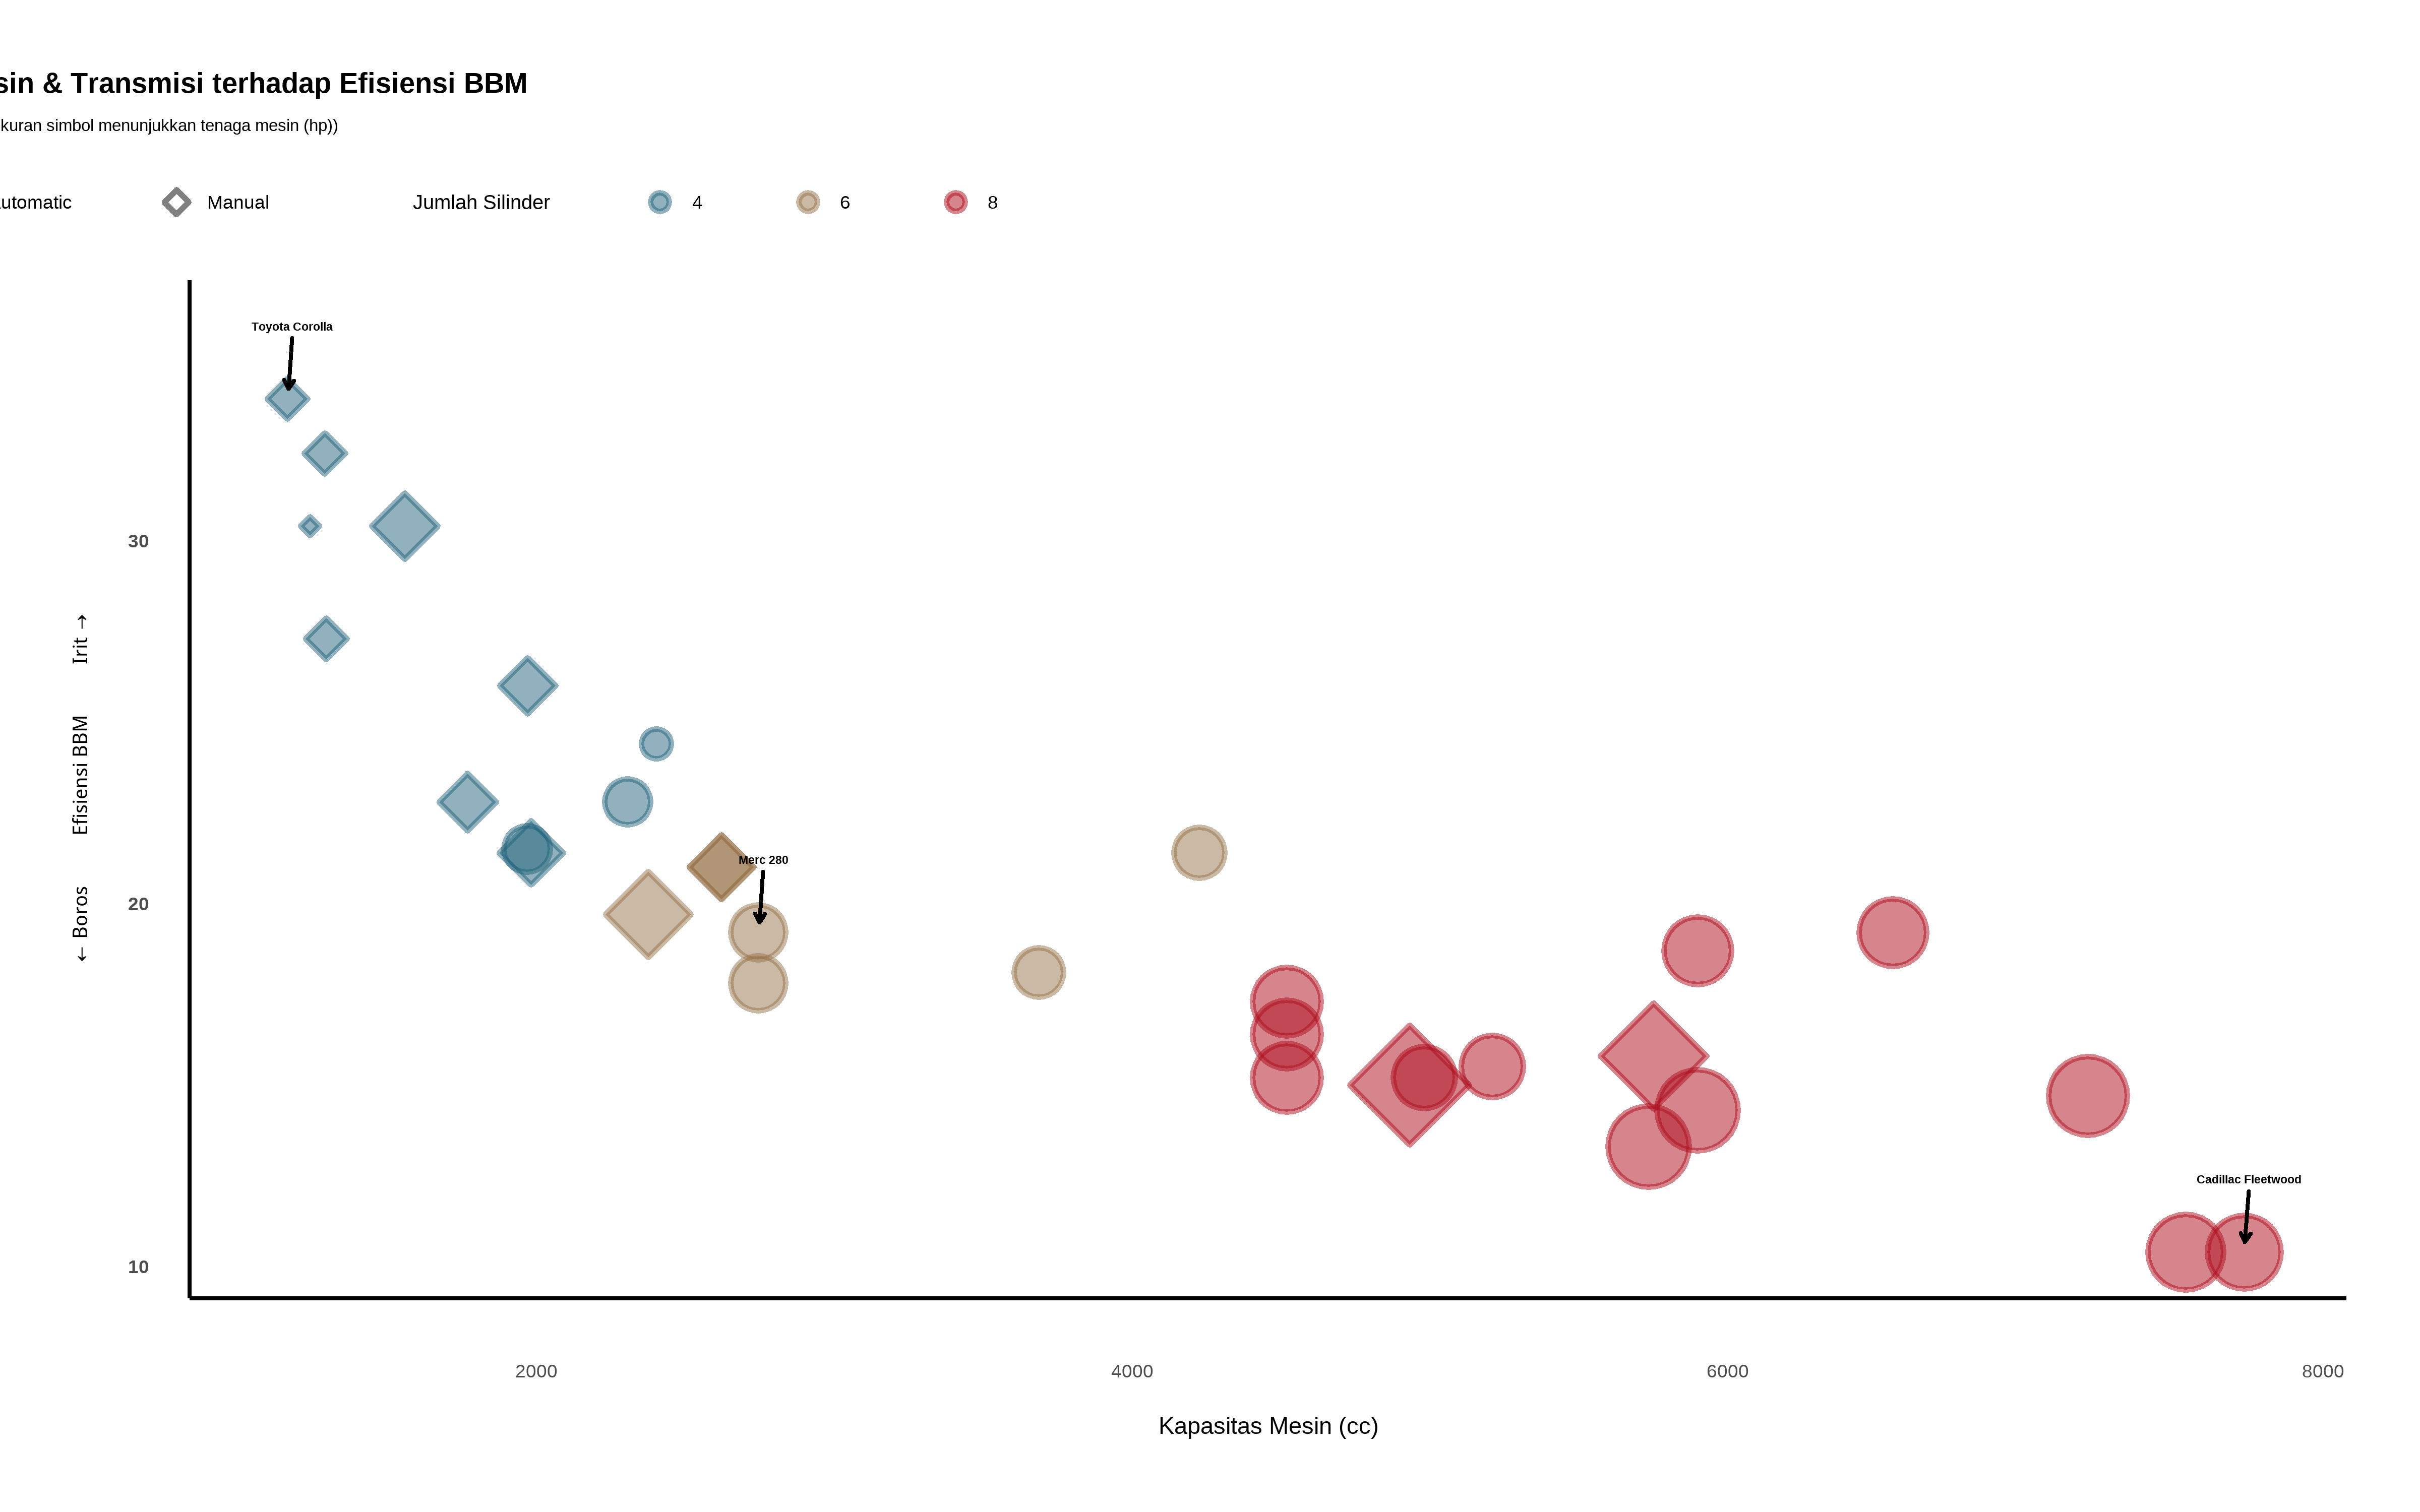 sin & Transmisi terhadap Efisiensi BBM
kuran simbol menunjukkan tenaga mesin (hp))
utomatic Manual Jumlah Silinder 4 6 8
Toyota Corolla
30
← Boros Efisiensi BBM Irit →
Merc 280
20
Cadillac Fleetwood
10
2000 4000 6000 8000
Kapasitas Mesin (cc)